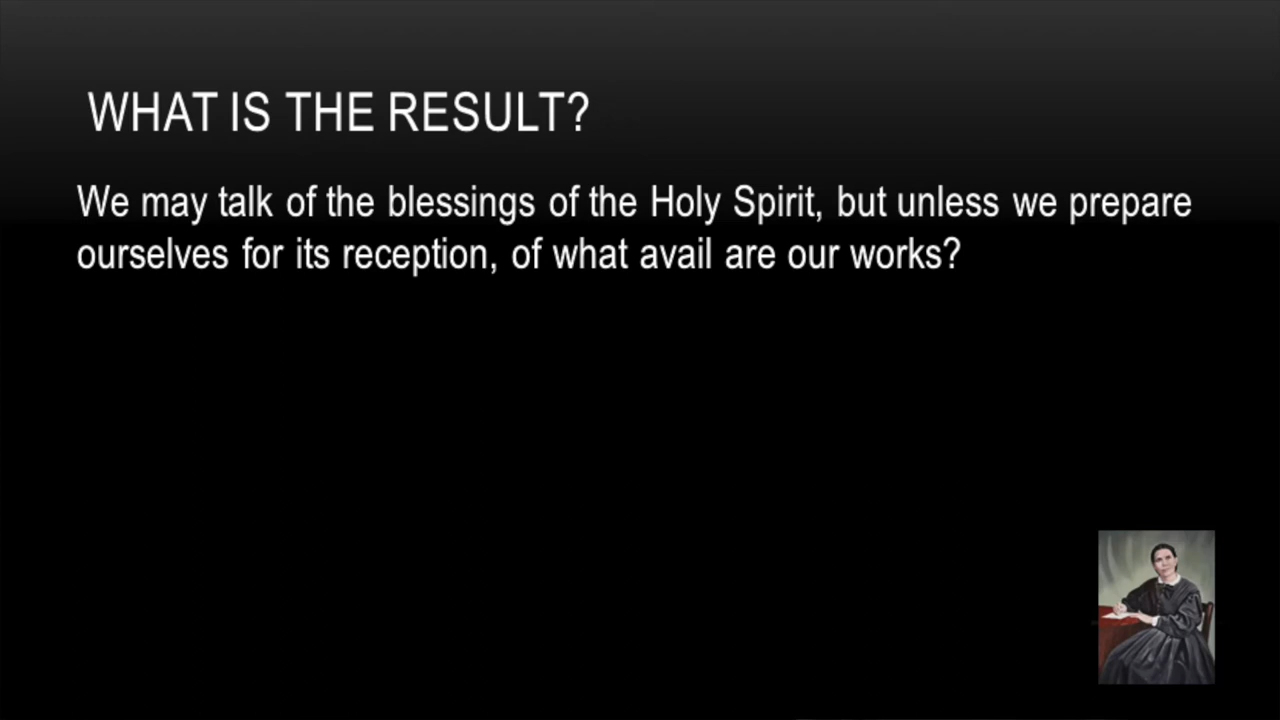 WHAT IS THE RESULT?
We may talk of the blessings of the Holy Spirit, but unless we prepare
ourselves for its reception, of what avail are our works?